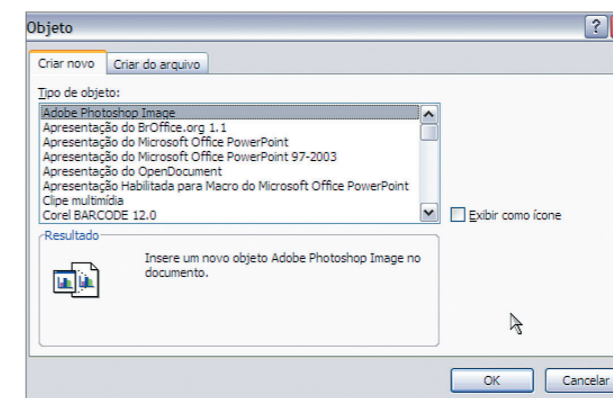 Objeto
?
Criar novo Criar do arquivo
Tipo de objeto:
Adobe Photoshop Image
Apresentação do BrOffice.org 1.1
Apresentação do Microsoft Office PowerPoint
Apresentação do Microsoft Office PowerPoint 97-2003
Apresentação do OpenDocument
Apresentação Habilitada para Macro do Microsoft Office PowerPoint
Clipe multimídia
Corel BARCODE 12.0
Exibir como ícone
Resultado
Insere um novo objeto Adobe Photoshop Image no
documento.
OK Cancelar